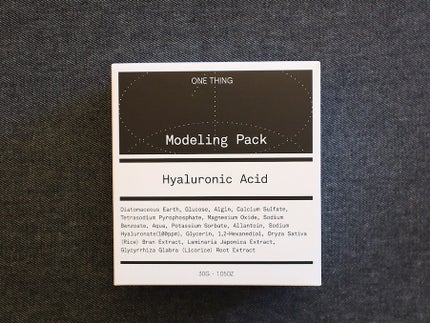 ONE THING
Modeling Pack
Hyaluronic Acid
Diatomaceous Earth, Glucose, Algin, Calcium Sulfate,
Tetrasodium Pyrophosphate, Magnesium Oxide, Sodium
Benzoate, Aqua, Potassium Sorbate, Allantoin, Sodium
Hyaluronate(100ppm), Glycerin, 1,2-Hexanediol, Oryza Sativa
(Rice) Bran Extract, Laminaria Japonica Extract,
Glycyrrhiza Glabra (Licorice) Root Extract
30G · 1.05OZ